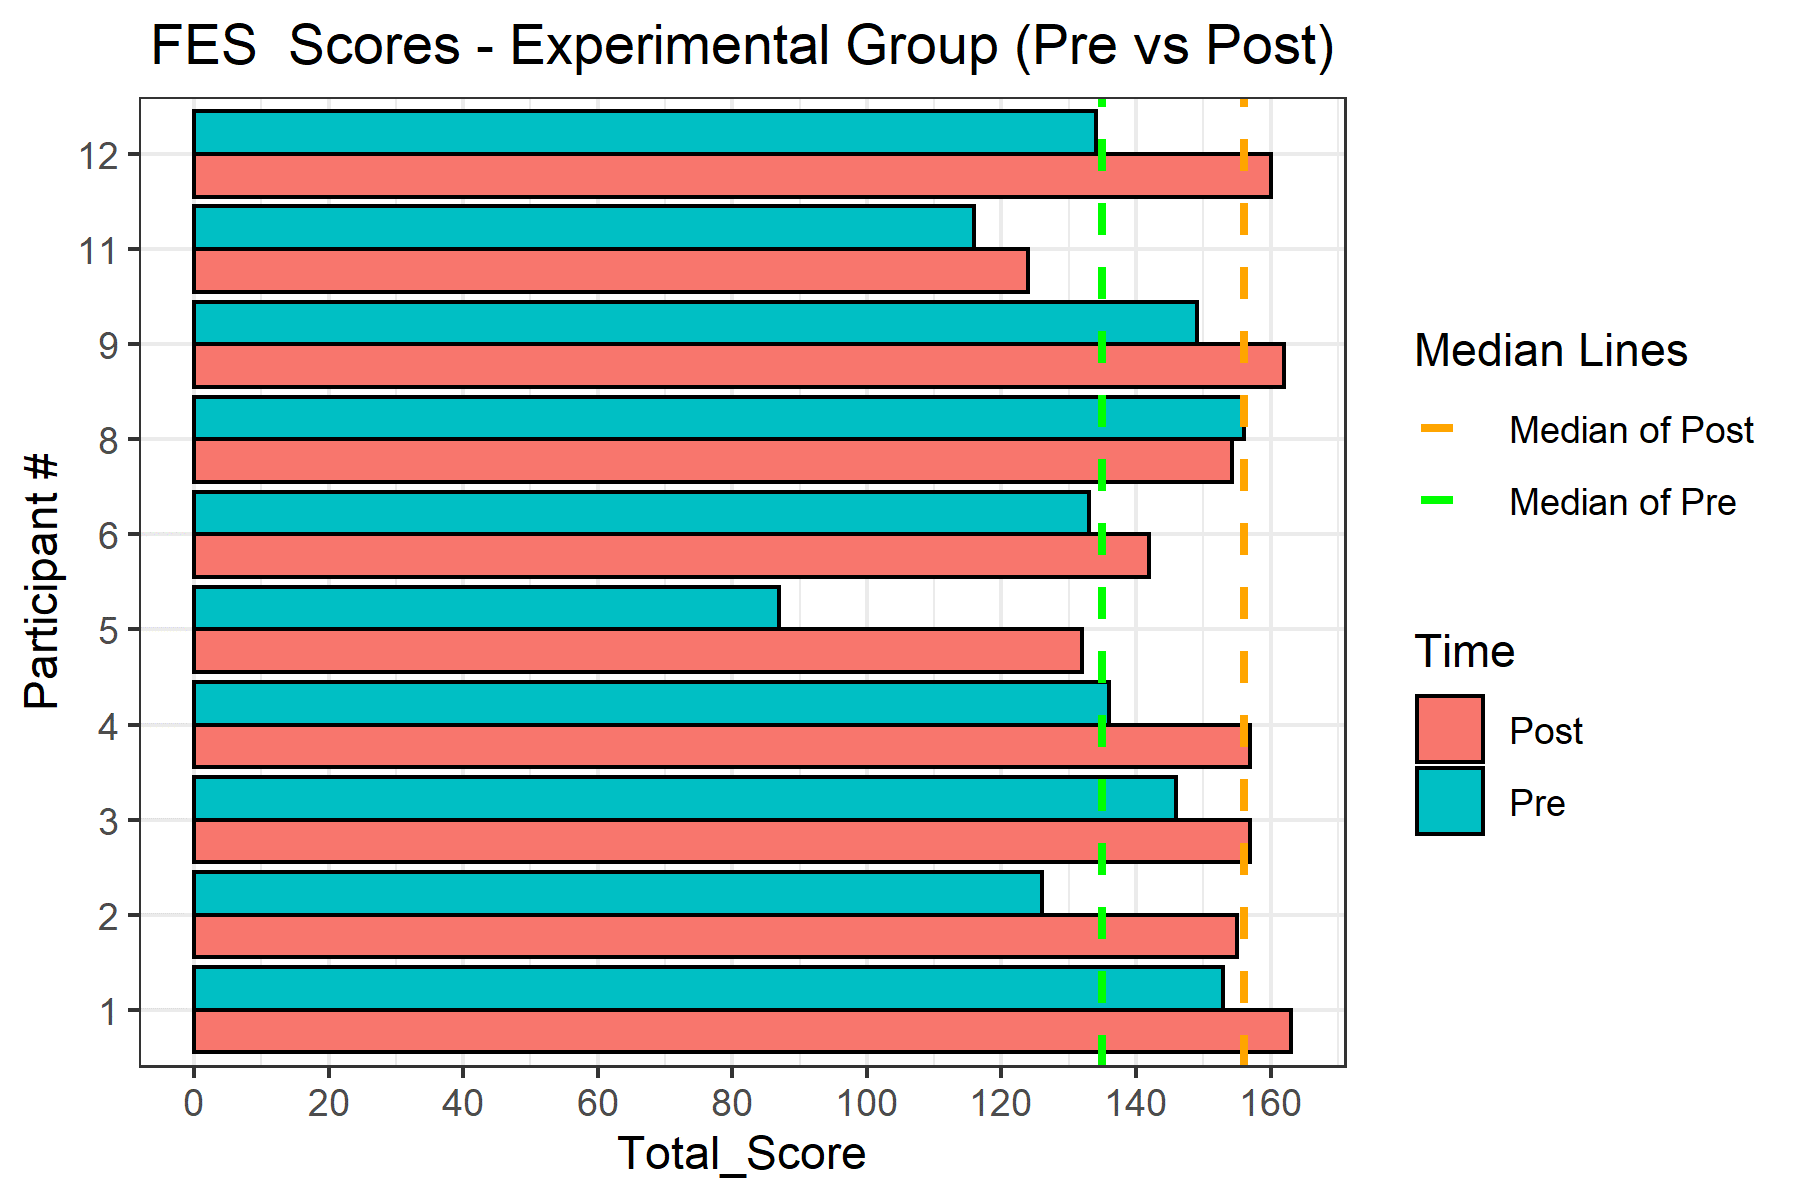 FES  Scores - Experimental Group (Pre vs Post)
Participant #
12
11
9
8
6
5
4
3
2
1
0 20 40 60 80 100 120 140 160
Total_Score
Median Lines
Median of Post
Median of Pre
Time
Post
Pre